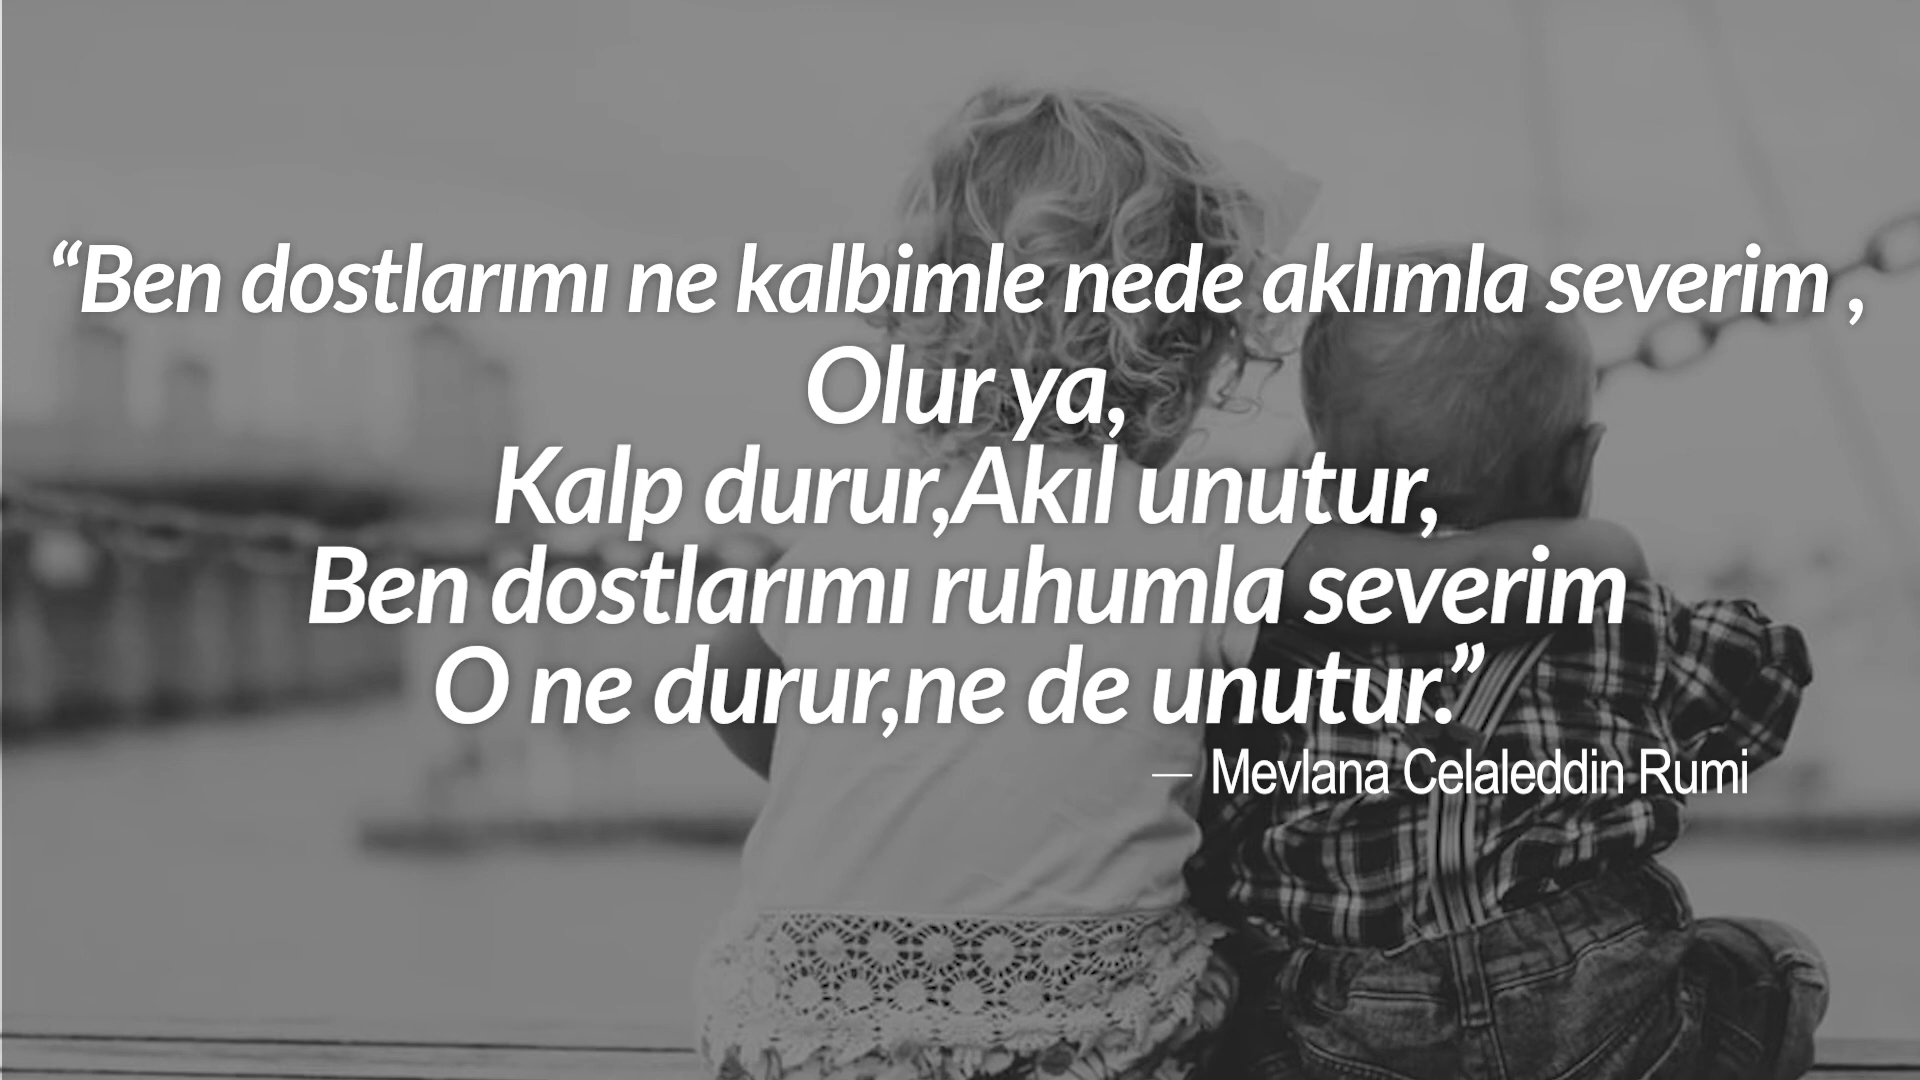 “Ben dostlarımı ne kalbimle nede aklımla severim ,
Olur ya,
Kalp durur,Akıl unutur,
Ben dostlarımı ruhumla severim
O ne durur,ne de unutur.”
— Mevlana Celaleddin Rumi